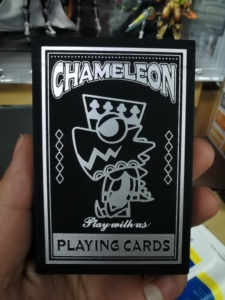 CHAMELEON
Play with us
PLAYING CARDS